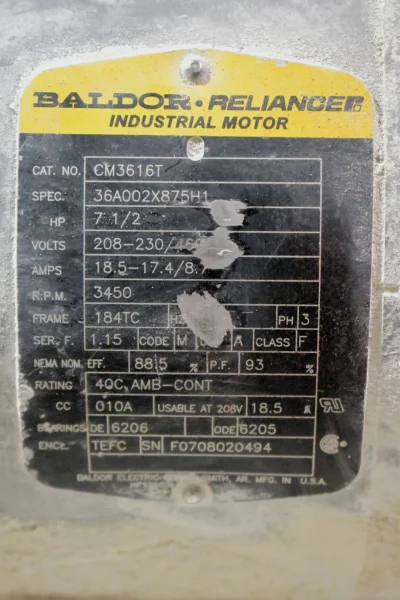 BALDOR · RELIANCE
INDUSTRIAL MOTOR
CAT. NO. CM3616T
SPEC. 36A002X875H1
HP 7 1/2
VOLTS 208-230/460
AMPS 18.5-17.4/8.7
R.P.M. 3450
FRAME 184TC HZ PH 3
SER. F. 1.15 CODE M A CLASS F
NEMA NOM. EFF. 88.5 % P.F. 93 %
RATING 40C AMB-CONT
CC 010A USABLE AT 208V 18.5 A
BEARINGS DE 6206 ODE 6205
ENCL. TEFC SN F0708020494
BALDOR ELECTRIC SMITH, AR. MFG. IN U.S.A.